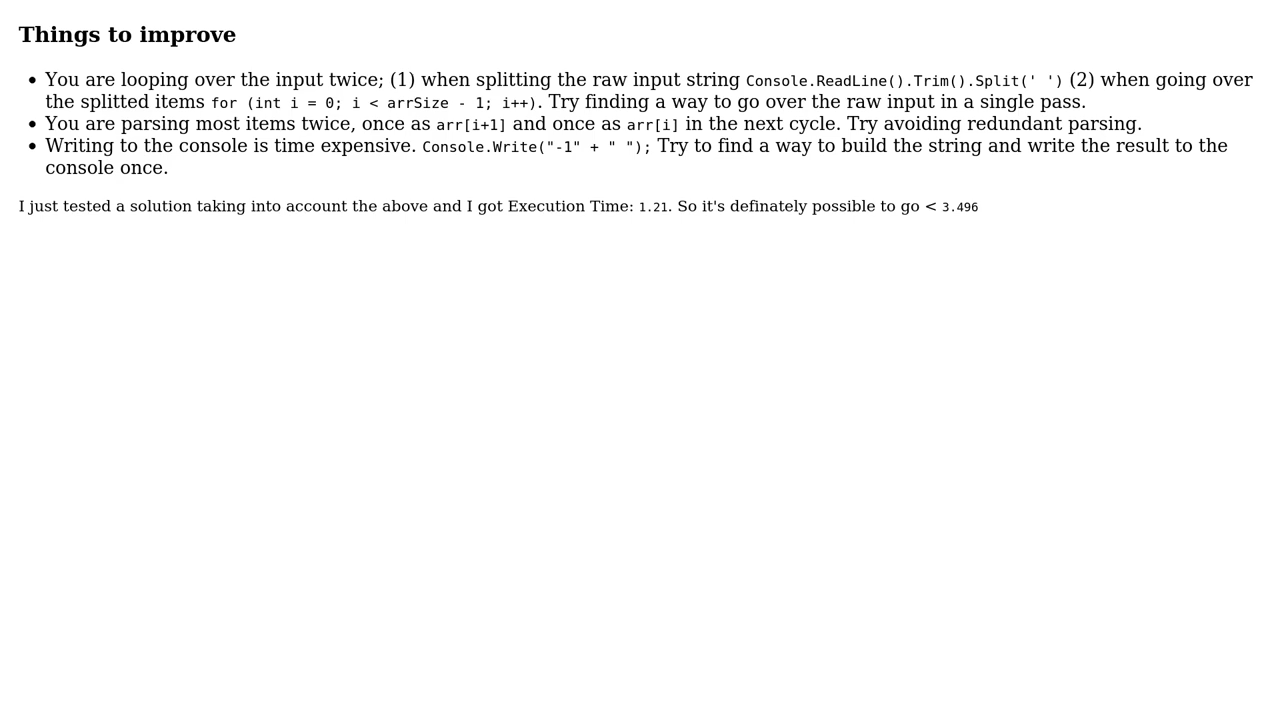 Things to improve
• You are looping over the input twice; (1) when splitting the raw input string Console.ReadLine().Trim().Split(' ') (2) when going over
the splitted items for (int i = 0; i < arrSize - 1; i++). Try finding a way to go over the raw input in a single pass.
• You are parsing most items twice, once as arr[i+1] and once as arr[i] in the next cycle. Try avoiding redundant parsing.
• Writing to the console is time expensive. Console.Write("-1" + " "); Try to find a way to build the string and write the result to the
console once.
I just tested a solution taking into account the above and I got Execution Time: 1.21. So it's definately possible to go < 3.496